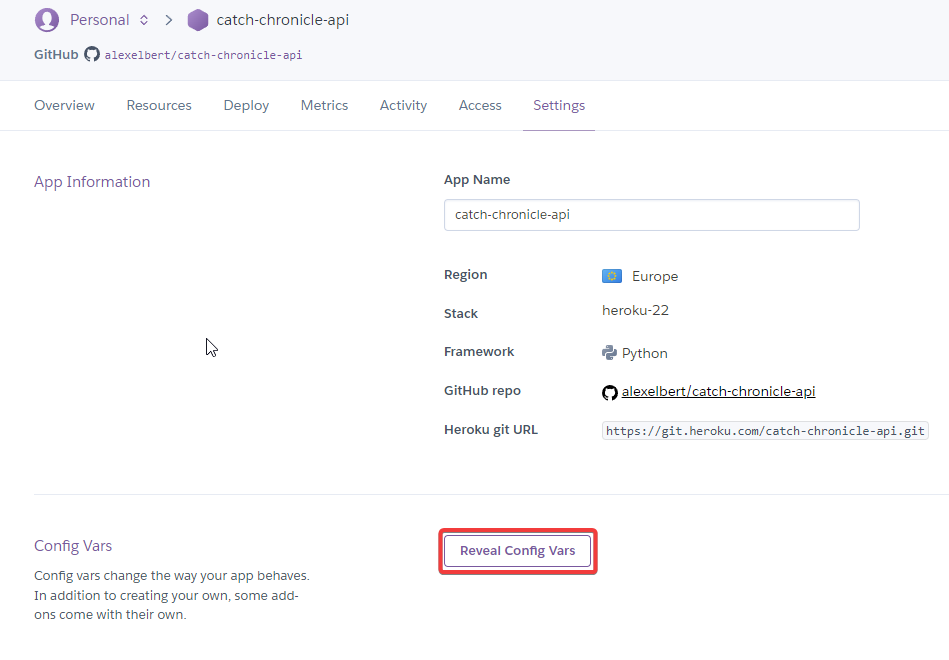 Personal catch-chronicle-api
GitHub alexelbert/catch-chronicle-api
Overview Resources Deploy Metrics Activity Access Settings
App Information
App Name
catch-chronicle-api
Region Europe
Stack heroku-22
Framework Python
GitHub repo alexelbert/catch-chronicle-api
Heroku git URL https://git.heroku.com/catch-chronicle-api.git
Config Vars
Config vars change the way your app behaves.
In addition to creating your own, some add-
ons come with their own.
Reveal Config Vars